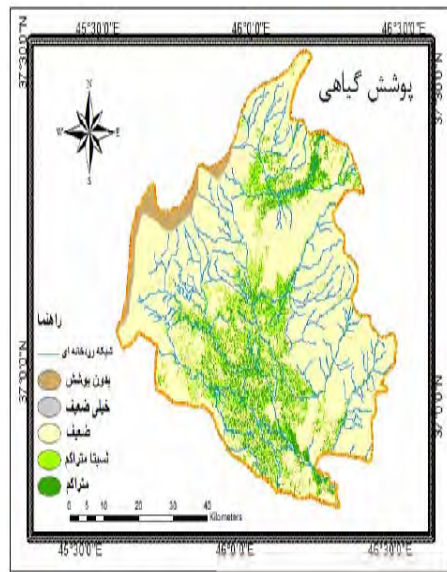 45°30'0"E 46°0'0"E 46°30'0"E
37°30'0"N 37°30'0"N
پوشش گیاهی
N
W E
S
راهنما
شبکه رودخانه ای
بدون پوشش
خیلی ضعیف
ضعیف
نسبتا متراکم
متراکم
37°0'0"N 37°0'0"N
0 5 10 20 30 40
Kilometers
45°30'0"E 46°0'0"E 46°30'0"E